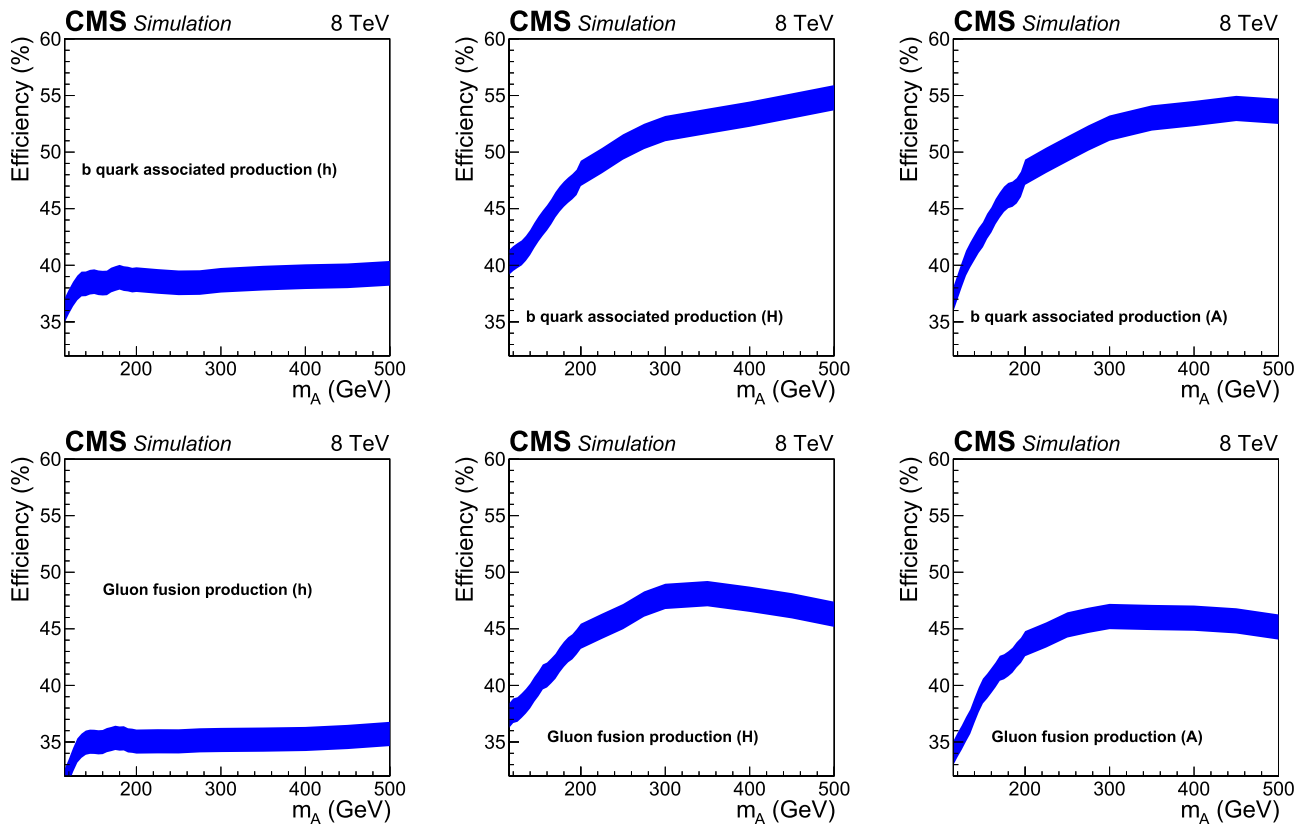 CMS Simulation 8 TeV
Efficiency (%)
60
55
50
45
40
35
b quark associated production (h)
200 300 400 500
m_A (GeV)
CMS Simulation 8 TeV
Efficiency (%)
60
55
50
45
40
35
b quark associated production (H)
200 300 400 500
m_A (GeV)
CMS Simulation 8 TeV
Efficiency (%)
60
55
50
45
40
35
b quark associated production (A)
200 300 400 500
m_A (GeV)
CMS Simulation 8 TeV
Efficiency (%)
60
55
50
45
40
35
Gluon fusion production (h)
200 300 400 500
m_A (GeV)
CMS Simulation 8 TeV
Efficiency (%)
60
55
50
45
40
35
Gluon fusion production (H)
200 300 400 500
m_A (GeV)
CMS Simulation 8 TeV
Efficiency (%)
60
55
50
45
40
35
Gluon fusion production (A)
200 300 400 500
m_A (GeV)